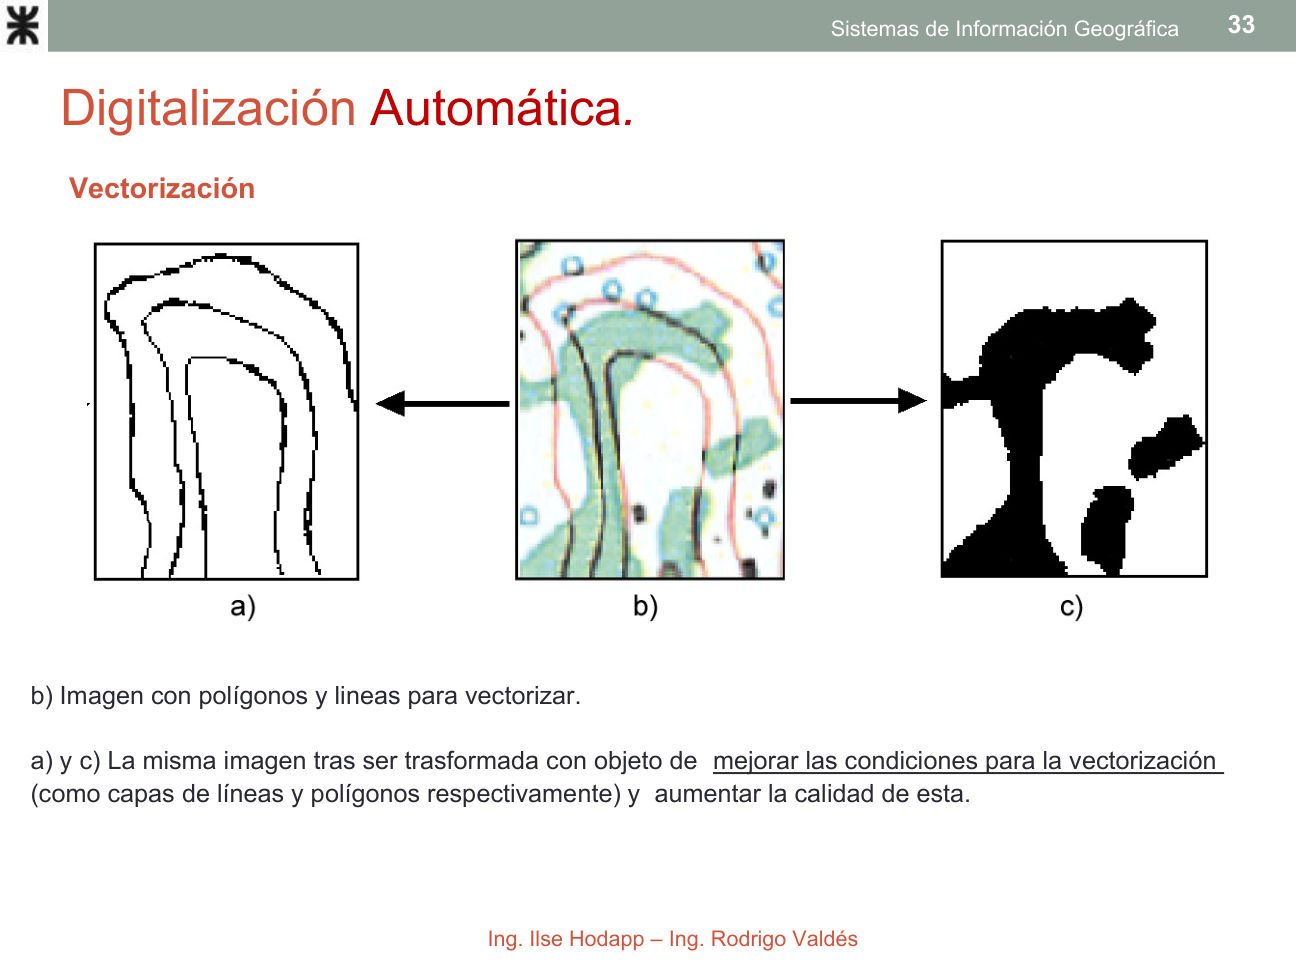 Sistemas de Información Geográfica 33
Digitalización Automática.
Vectorización
a) b) c)
b) Imagen con polígonos y lineas para vectorizar.
a) y c) La misma imagen tras ser trasformada con objeto de mejorar las condiciones para la vectorización
(como capas de líneas y polígonos respectivamente) y aumentar la calidad de esta.
Ing. Ilse Hodapp – Ing. Rodrigo Valdés